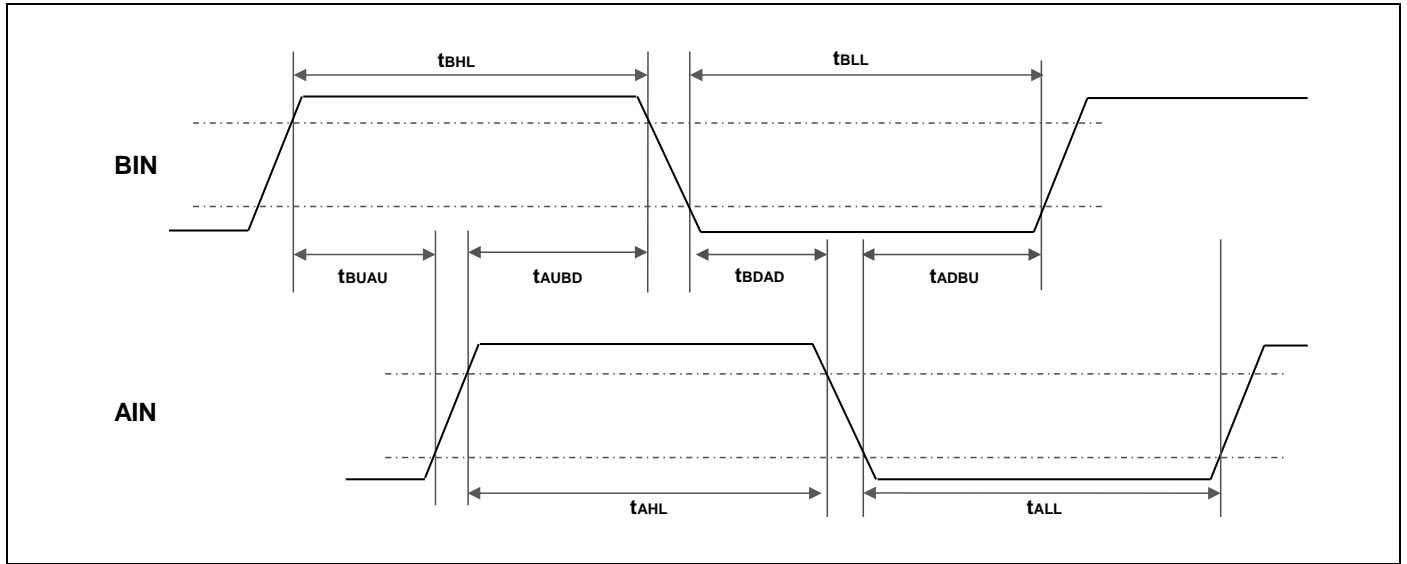 tBHL
tBLL
BIN
tBUAU
tAUBD
tBDAD
tADBU
AIN
tAHL
tALL